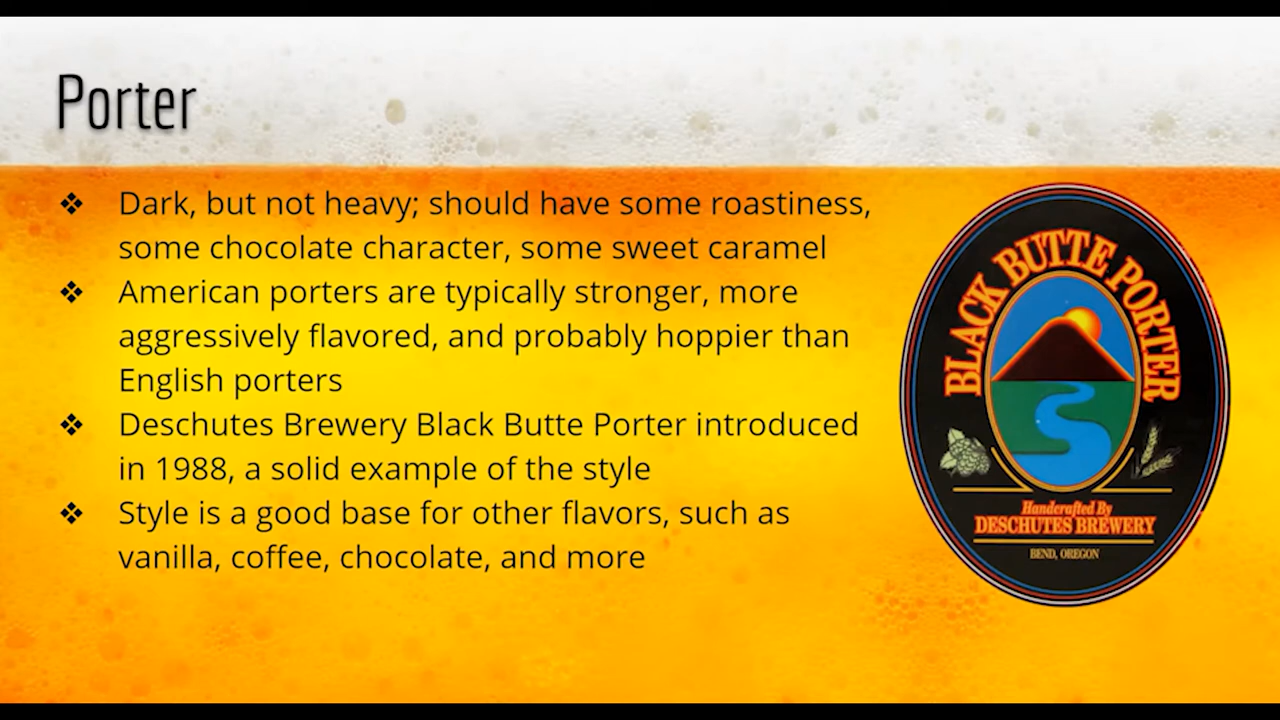 Porter
❖ Dark, but not heavy; should have some roastiness,
some chocolate character, some sweet caramel
❖ American porters are typically stronger, more
aggressively flavored, and probably hoppier than
English porters
❖ Deschutes Brewery Black Butte Porter introduced
in 1988, a solid example of the style
❖ Style is a good base for other flavors, such as
vanilla, coffee, chocolate, and more
BLACK BUTTE PORTER
Handcrafted By
DESCHUTES BREWERY
BEND, OREGON